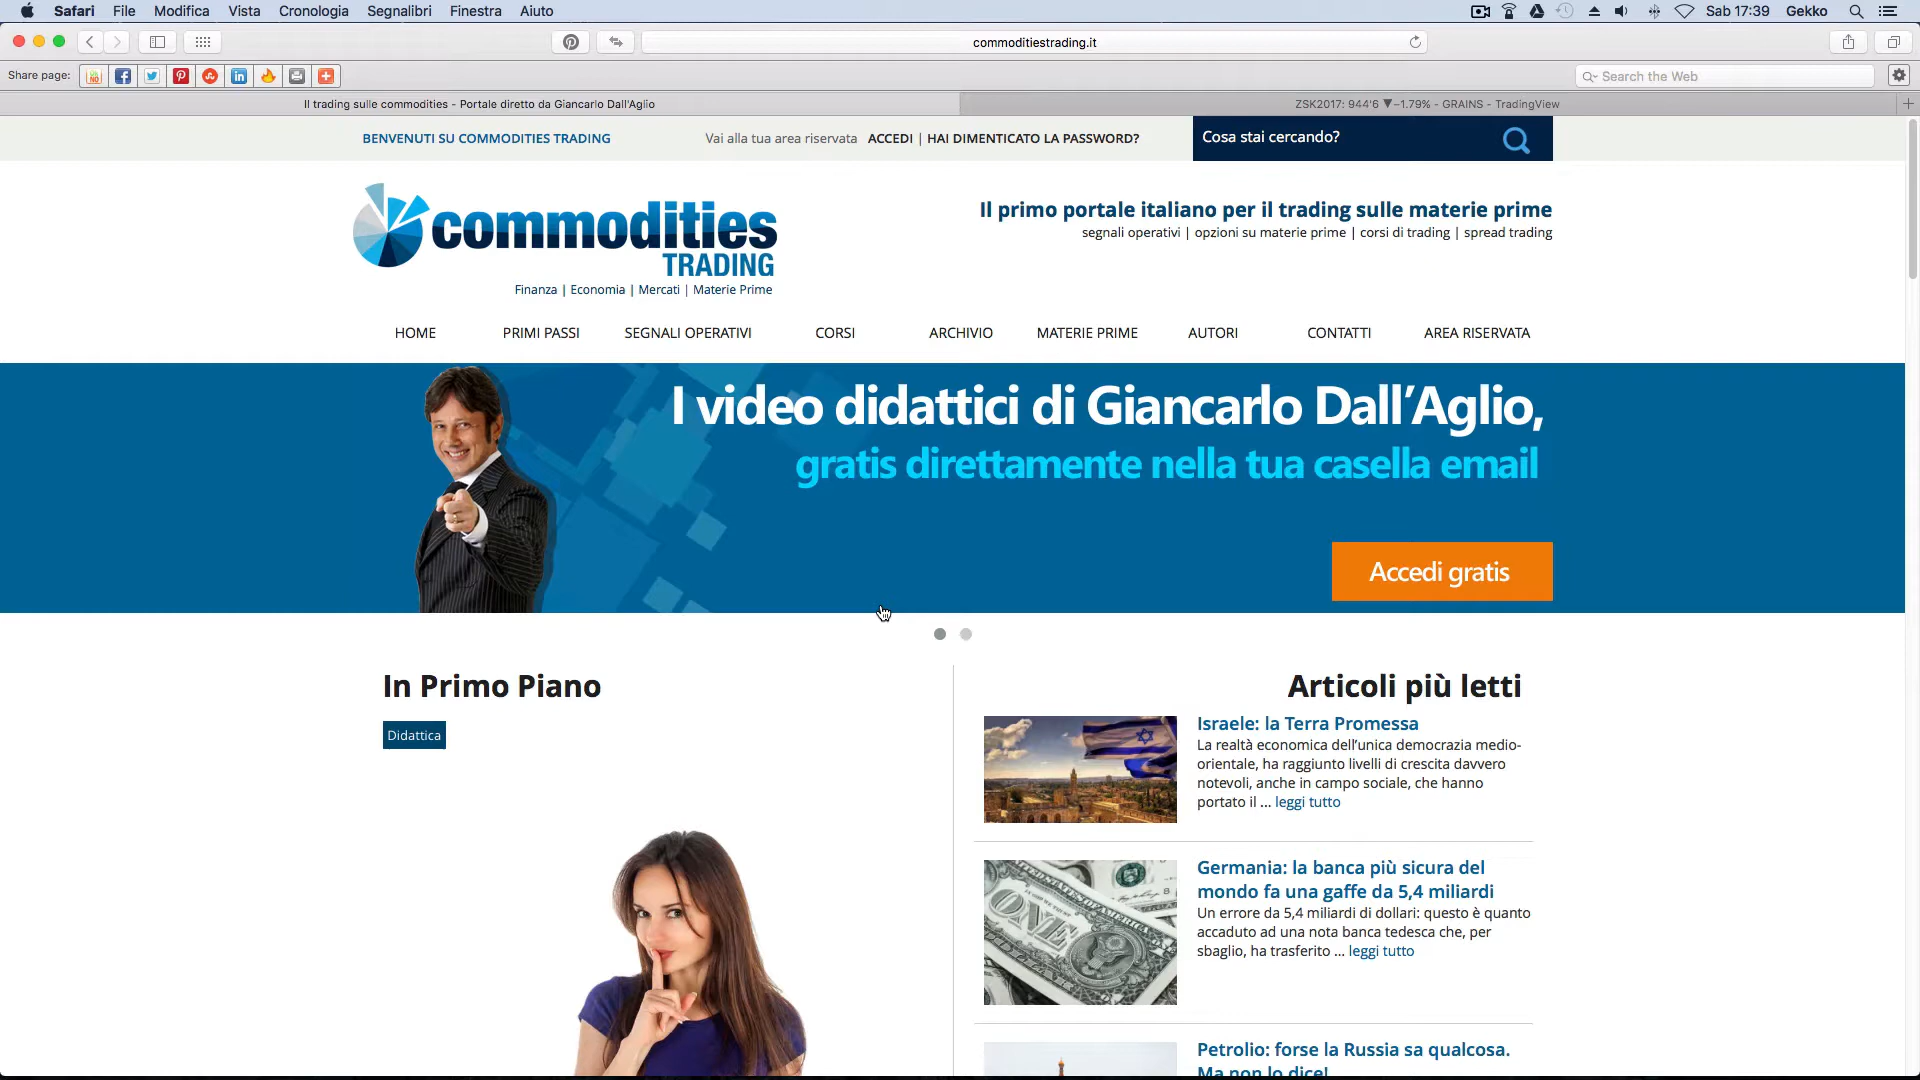 Safari File Modifica Vista Cronologia Segnalibri Finestra Aiuto Sab 17:39 Gekko
commoditiestrading.it
Share page: Search the Web
Il trading sulle commodities - Portale diretto da Giancarlo Dall'Aglio
ZSK2017: 944'6 ▼−1.79% - GRAINS - TradingView
BENVENUTI SU COMMODITIES TRADING
Vai alla tua area riservata ACCEDI | HAI DIMENTICATO LA PASSWORD?
Cosa stai cercando?
commodities
TRADING
Finanza | Economia | Mercati | Materie Prime
Il primo portale italiano per il trading sulle materie prime
segnali operativi | opzioni su materie prime | corsi di trading | spread trading
HOME PRIMI PASSI SEGNALI OPERATIVI CORSI ARCHIVIO MATERIE PRIME AUTORI CONTATTI AREA RISERVATA
I video didattici di Giancarlo Dall’Aglio,
gratis direttamente nella tua casella email
Accedi gratis
In Primo Piano
Didattica
Articoli più letti
Israele: la Terra Promessa
La realtà economica dell’unica democrazia medio-
orientale, ha raggiunto livelli di crescita davvero
notevoli, anche in campo sociale, che hanno
portato il ... leggi tutto
ONE
Germania: la banca più sicura del
mondo fa una gaffe da 5,4 miliardi
Un errore da 5,4 miliardi di dollari: questo è quanto
accaduto ad una nota banca tedesca che, per
sbaglio, ha trasferito ... leggi tutto
Petrolio: forse la Russia sa qualcosa.
Ma non lo dice!